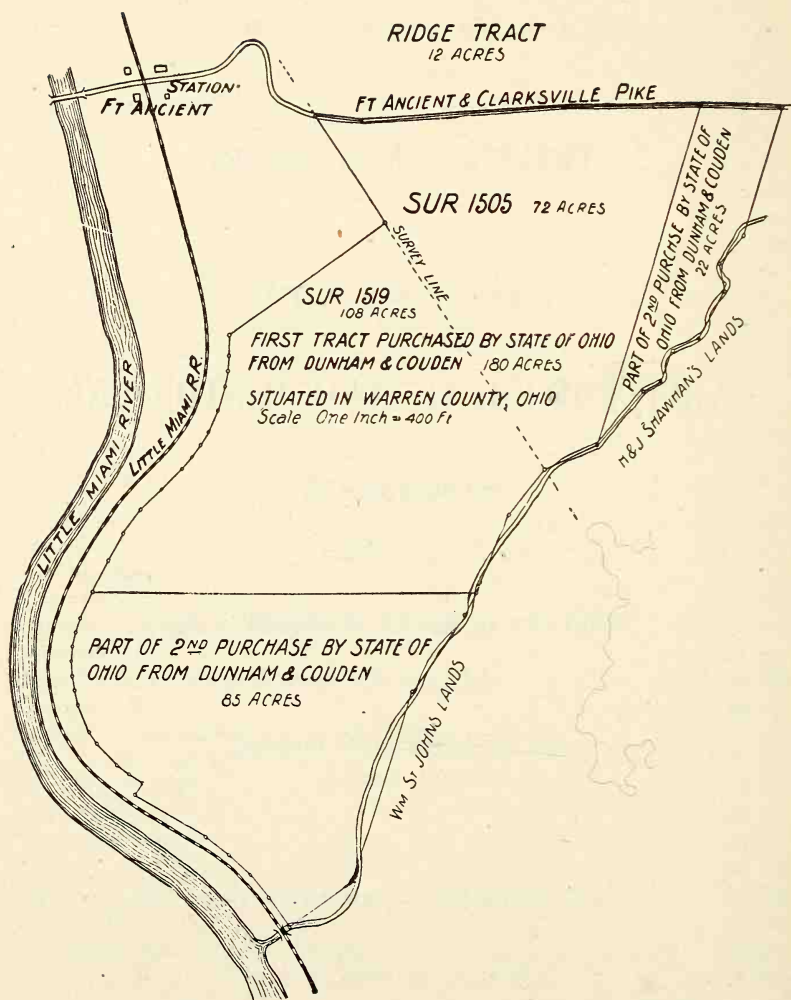 RIDGE TRACT
12 ACRES
STATION
FT ANCIENT
FT ANCIENT & CLARKSVILLE PIKE
SUR 1505 72 ACRES
SURVEY LINE
PART OF 2ND PURCHSE BY STATE OF
OHIO FROM DUNHAM & COUDEN
22 ACRES
SUR 1519
108 ACRES
FIRST TRACT PURCHASED BY STATE OF OHIO
FROM DUNHAM & COUDEN 180 ACRES
SITUATED IN WARREN COUNTY, OHIO
Scale One Inch = 400 Ft
M&J SHAWHAN'S LANDS
LITTLE MIAMI RIVER
LITTLE MIAMI R.R.
PART OF 2ND PURCHASE BY STATE OF
OHIO FROM DUNHAM & COUDEN
85 ACRES
WM ST JOHNS LANDS